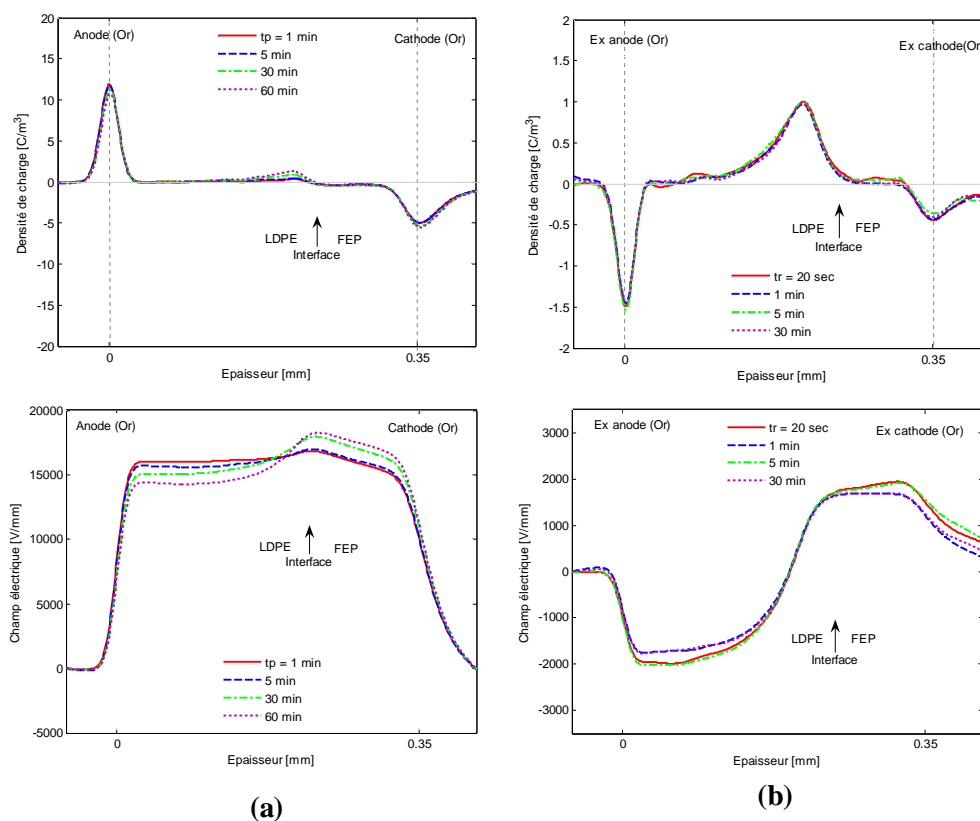 Anode (Or)
Cathode (Or)
tp = 1 min
5 min
30 min
60 min
20
15
10
5
0
-5
-10
-15
-20
Densité de charge [C/m³]
LDPE
FEP
Interface
0
0.35
Epaisseur [mm]
Ex anode (Or)
Ex cathode(Or)
2
1.5
1
0.5
0
-0.5
-1
-1.5
-2
Densité de charge [C/m³]
LDPE
FEP
Interface
tr = 20 sec
1 min
5 min
30 min
0
0.35
Epaisseur [mm]
Anode (Or)
Cathode (Or)
20000
15000
10000
5000
0
-5000
Champ électrique [V/mm]
LDPE
FEP
Interface
tp = 1 min
5 min
30 min
60 min
0
0.35
Epaisseur [mm]
(a)
Ex anode (Or)
Ex cathode (Or)
tr = 20 sec
1 min
5 min
30 min
3000
2000
1000
0
-1000
-2000
-3000
Champ électrique [V/mm]
LDPE
FEP
Interface
0
0.35
Epaisseur [mm]
(b)